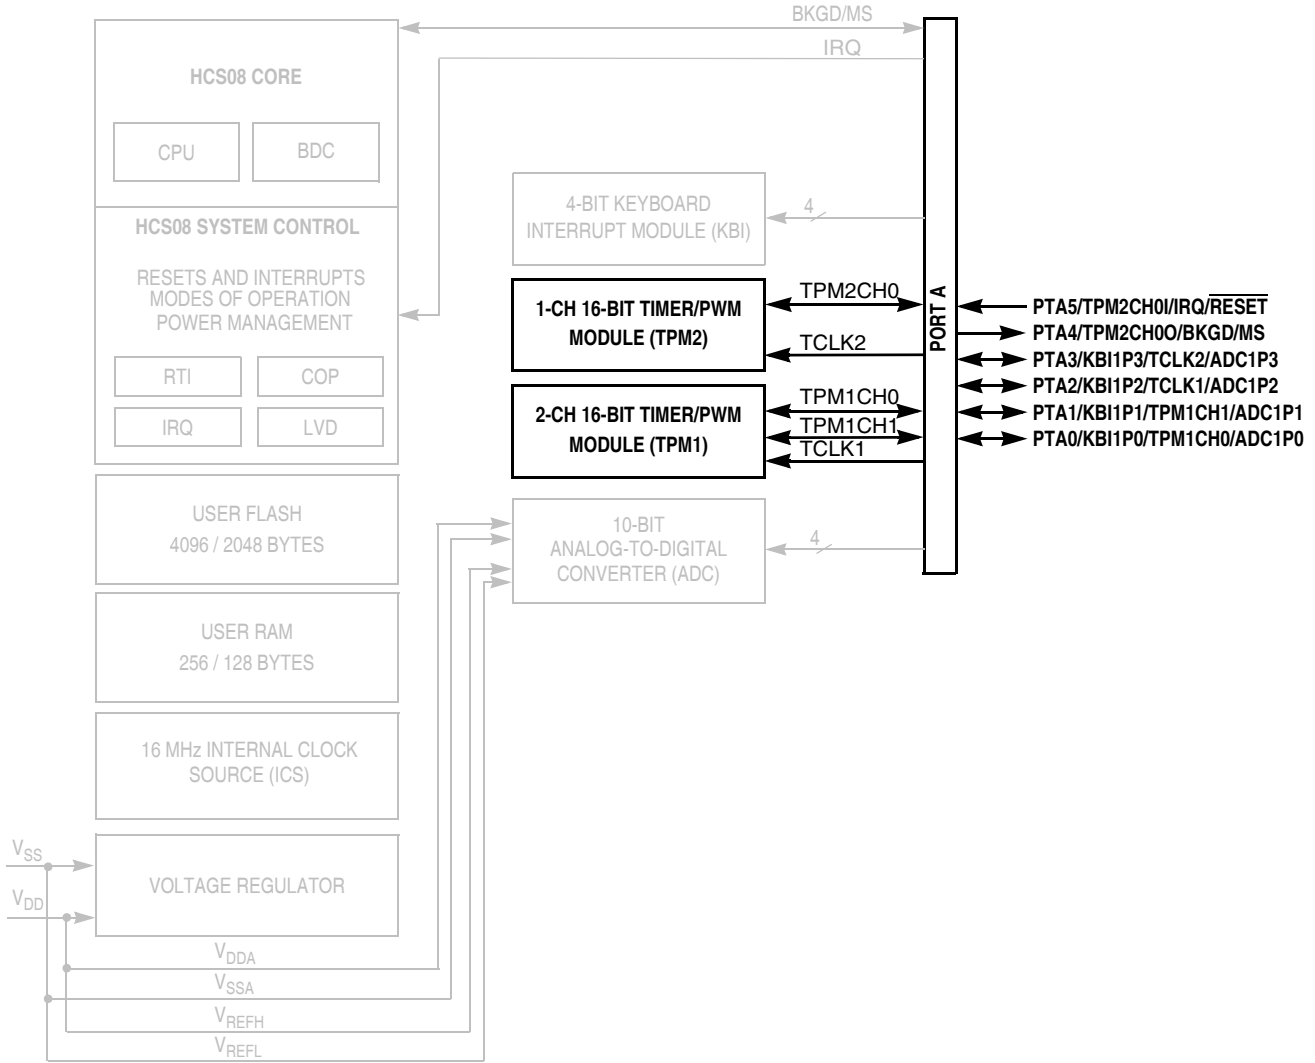 BKGD/MS
IRQ
HCS08 CORE
CPU
BDC
HCS08 SYSTEM CONTROL
RESETS AND INTERRUPTS
MODES OF OPERATION
POWER MANAGEMENT
RTI
COP
IRQ
LVD
USER FLASH
4096 / 2048 BYTES
USER RAM
256 / 128 BYTES
16 MHz INTERNAL CLOCK
SOURCE (ICS)
VOLTAGE REGULATOR
VSS
VDD
VDDA
VSSA
VREFH
VREFL
4-BIT KEYBOARD
INTERRUPT MODULE (KBI)
4
1-CH 16-BIT TIMER/PWM
MODULE (TPM2)
TPM2CH0
TCLK2
2-CH 16-BIT TIMER/PWM
MODULE (TPM1)
TPM1CH0
TPM1CH1
TCLK1
10-BIT
ANALOG-TO-DIGITAL
CONVERTER (ADC)
4
PORT A
PTA5/TPM2CH0I/IRQ/RESET
PTA4/TPM2CH0O/BKGD/MS
PTA3/KBI1P3/TCLK2/ADC1P3
PTA2/KBI1P2/TCLK1/ADC1P2
PTA1/KBI1P1/TPM1CH1/ADC1P1
PTA0/KBI1P0/TPM1CH0/ADC1P0